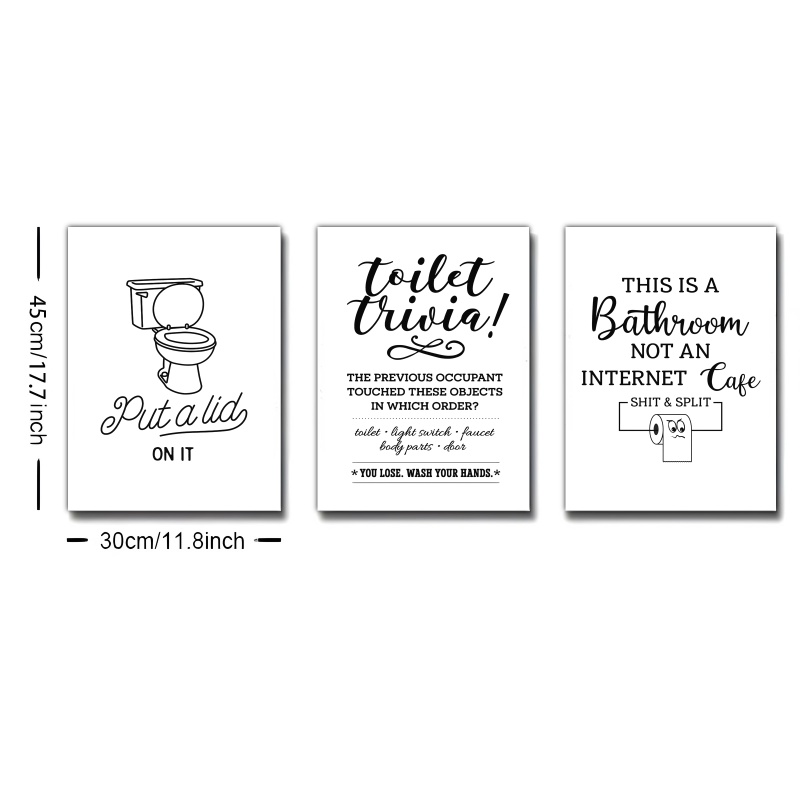 45cm/17.7inch
30cm/11.8inch
Put a lid
ON IT
toilet
trivia!
THE PREVIOUS OCCUPANT
TOUCHED THESE OBJECTS
IN WHICH ORDER?
toilet • light switch • faucet
body parts • door
*YOU LOSE. WASH YOUR HANDS.*
THIS IS A
Bathroom
NOT AN
INTERNET Cafe
SHIT & SPLIT